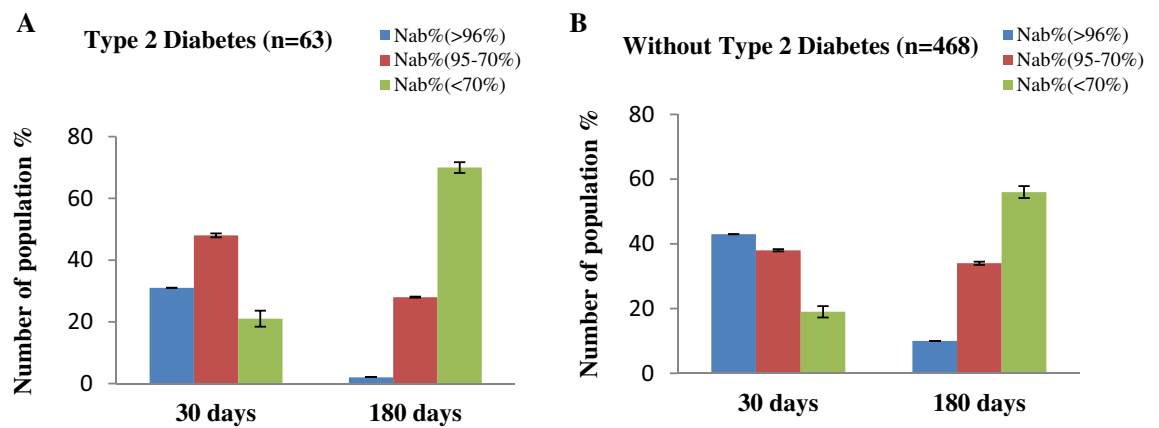 A
Type 2 Diabetes (n=63)
Nab%(>96%)
Nab%(95-70%)
Nab%(<70%)
Number of population %
80
60
40
20
0
30 days
180 days
B
Without Type 2 Diabetes (n=468)
Nab%(>96%)
Nab%(95-70%)
Nab%(<70%)
Number of population %
80
60
40
20
0
30 days
180 days